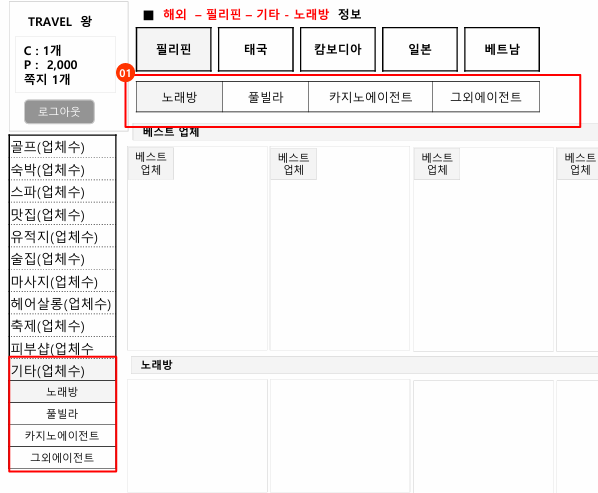 TRAVEL 왕
C : 1개
P : 2,000
쪽지 1개
로그아웃
■ 해외 – 필리핀 – 기타 - 노래방 정보
필리핀 태국 캄보디아 일본 베트남
01
노래방 풀빌라 카지노에이전트 그외에이전트
베스트 업체
베스트 업체
베스트 업체
베스트 업체
베스트 업체
골프(업체수)
숙박(업체수)
스파(업체수)
맛집(업체수)
유적지(업체수)
술집(업체수)
마사지(업체수)
헤어살롱(업체수)
축제(업체수)
피부샵(업체수
기타(업체수)
노래방
풀빌라
카지노에이전트
그외에이전트
노래방